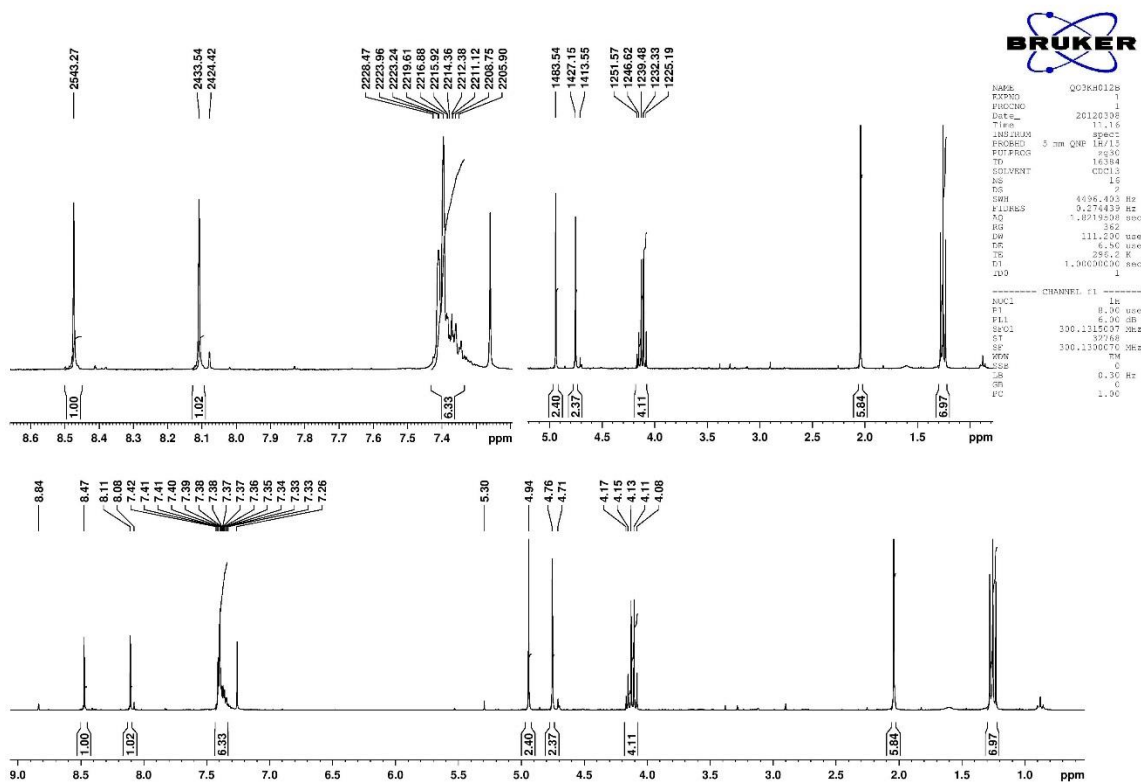 2543.27
2433.54
2424.42
2228.47
2223.96
2223.24
2219.61
2216.88
2215.92
2214.36
2212.38
2211.12
2208.75
2205.90
1483.54
1427.15
1413.55
1251.57
1246.62
1239.48
1232.33
1225.19
BRUKER
NAME Q03KH012B
EXPNO 1
PROCNO 1
Date_ 20120308
Time 11.16
INSTRUM spect
PROBHD 5 mm QNP 1H/13
PULPROG zg30
TD 16384
SOLVENT CDCl3
NS 16
DS 2
SWH 4496.403 Hz
FIDRES 0.274439 Hz
AQ 1.8219508 sec
RG 362
DW 111.200 use
DE 6.50 use
TE 296.2 K
D1 1.00000000 sec
TD0 1
======== CHANNEL f1 ========
NUC1 1H
P1 8.00 use
PL1 6.00 dB
SFO1 300.1315007 MHz
SI 32768
SF 300.1300070 MHz
WDW EM
SSB 0
LB 0.30 Hz
GB 0
PC 1.00
1.00 1.02 6.33 2.40 2.37 4.11 5.84 6.97
8.6 8.5 8.4 8.3 8.2 8.1 8.0 7.9 7.8 7.7 7.6 7.5 7.4 7.3 ppm
5.0 4.5 4.0 3.5 3.0 2.5 2.0 1.5 ppm
8.84
8.47
8.11
8.08
7.42
7.41
7.41
7.40
7.39
7.38
7.38
7.37
7.37
7.36
7.35
7.34
7.33
7.33
7.26
5.30
4.94
4.76
4.71
4.17
4.15
4.13
4.11
4.08
1.00 1.02 6.33 2.40 2.37 4.11 5.84 6.97
9.0 8.5 8.0 7.5 7.0 6.5 6.0 5.5 5.0 4.5 4.0 3.5 3.0 2.5 2.0 1.5 1.0 ppm